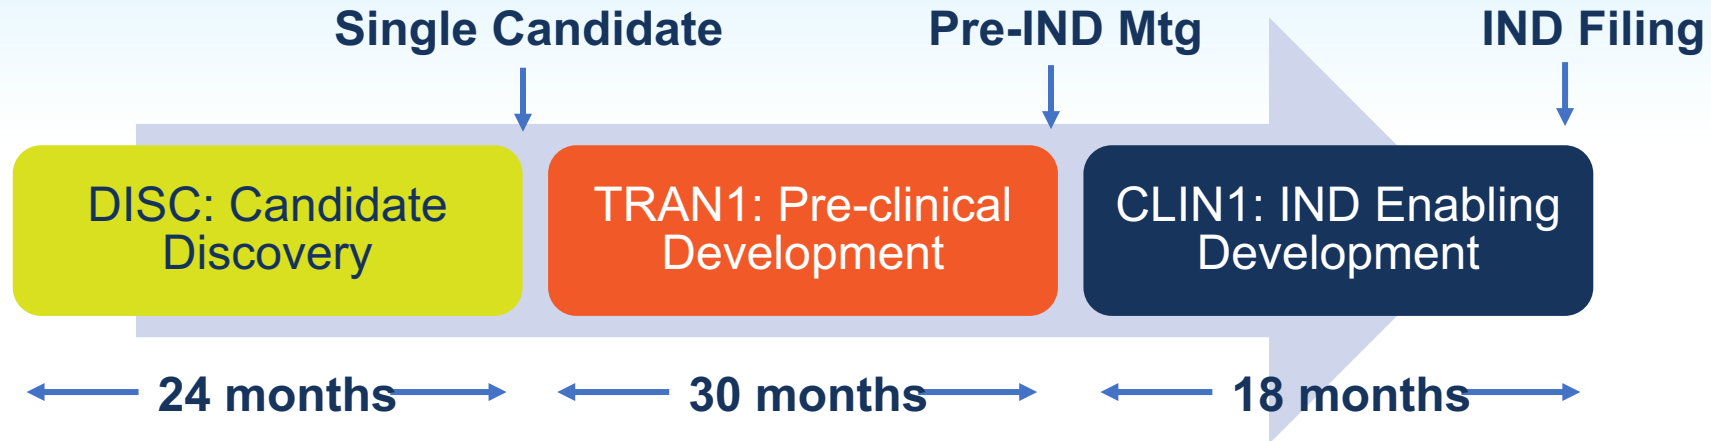 Single Candidate
Pre-IND Mtg
IND Filing
DISC: Candidate
Discovery
TRAN1: Pre-clinical
Development
CLIN1: IND Enabling
Development
24 months
30 months
18 months